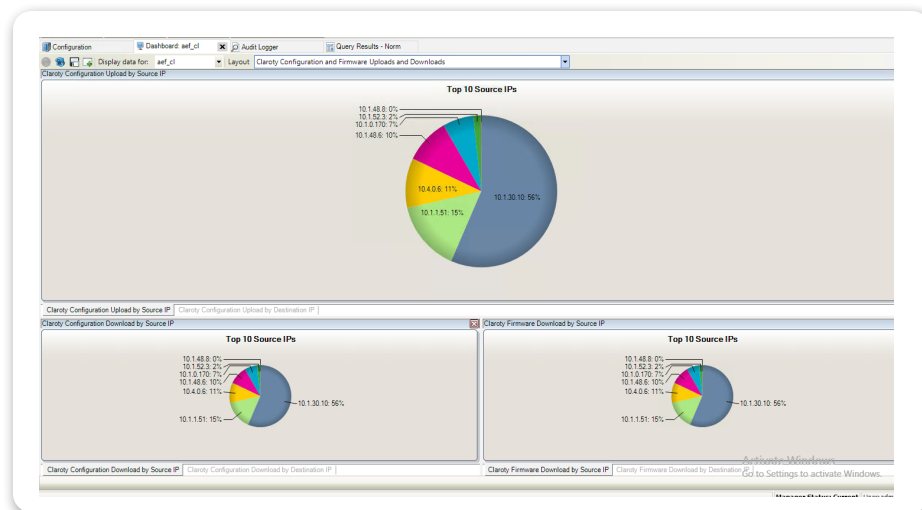 Configuration
Dashboard: aef_cl
Audit Logger
Query Results - Norm
Display data for: aef_cl
Layout Claroty Configuration and Firmware Uploads and Downloads
Claroty Configuration Upload by Source IP
Top 10 Source IPs
10.1.48.8: 0%
10.1.52.3: 2%
10.1.0.170: 7%
10.1.48.6: 10%
10.4.0.6: 11%
10.1.30.10: 56%
10.1.1.51: 15%
Claroty Configuration Upload by Source IP
Claroty Configuration Upload by Destination IP
Claroty Configuration Download by Source IP
Top 10 Source IPs
10.1.48.8: 0%
10.1.52.3: 2%
10.1.0.170: 7%
10.1.48.6: 10%
10.4.0.6: 11%
10.1.30.10: 56%
10.1.1.51: 15%
Claroty Configuration Download by Source IP
Claroty Configuration Download by Destination IP
Claroty Firmware Download by Source IP
Top 10 Source IPs
10.1.48.8: 0%
10.1.52.3: 2%
10.1.0.170: 7%
10.1.48.6: 10%
10.4.0.6: 11%
10.1.30.10: 56%
10.1.1.51: 15%
Claroty Firmware Download by Source IP
Claroty Firmware Download by Destination IP
Activate Windows
Go to Settings to activate Windows.
Manager Status: Current